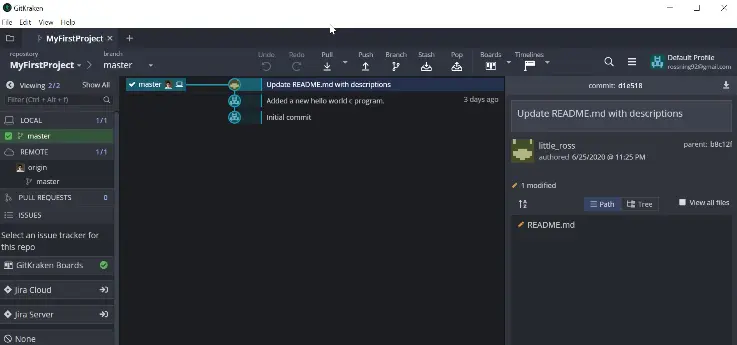 GitKraken
File Edit View Help
MyFirstProject
repository
MyFirstProject
branch
master
Undo Redo Pull Push Branch Stash Pop Boards Timelines
Default Profile
Viewing 2/2 Show All
Filter (Ctrl + Alt + f)
LOCAL 1/1
master
REMOTE 1/1
origin
master
PULL REQUESTS 0
ISSUES
Select an issue tracker for
this repo
GitKraken Boards
Jira Cloud
Jira Server
None
master
Update README.md with descriptions
Added a new hello world c program. 3 days ago
Initial commit
commit: d1e518
Update README.md with descriptions
little_ross parent: b8c12f
authored 6/25/2020 @ 11:25 PM
1 modified
Path Tree View all files
README.md